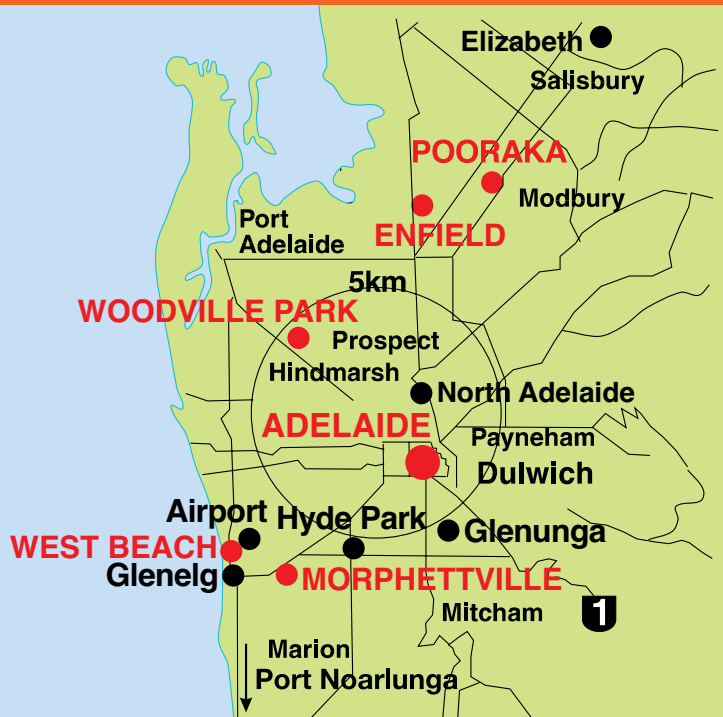 Elizabeth
Salisbury
POORAKA
Modbury
Port
Adelaide
ENFIELD
5km
WOODVILLE PARK
Prospect
Hindmarsh
North Adelaide
ADELAIDE
Payneham
Dulwich
Airport
Hyde Park
Glenunga
WEST BEACH
Glenelg
MORPHETTVILLE
Mitcham
1
Marion
Port Noarlunga